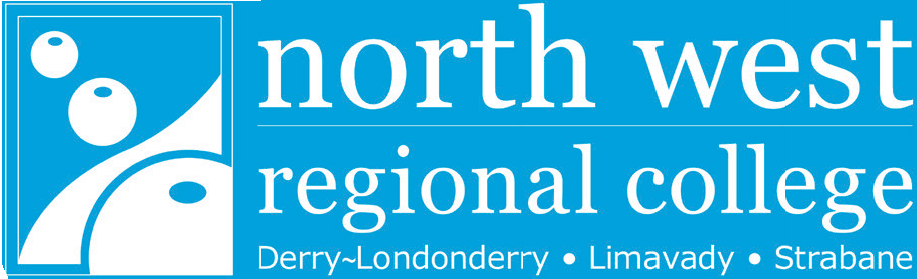 north west
regional college
Derry~Londonderry • Limavady • Strabane